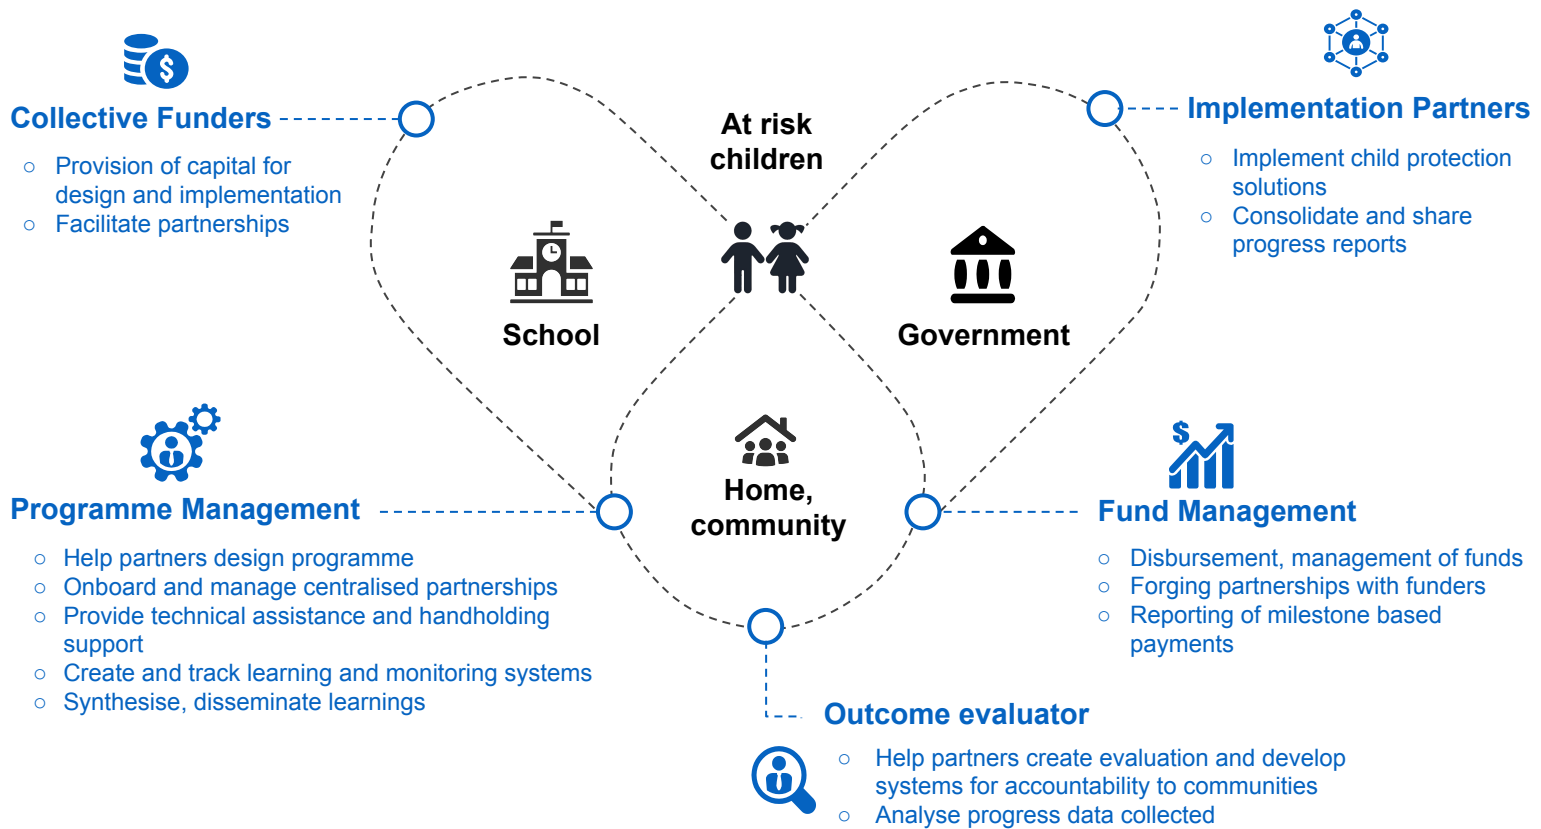 Collective Funders
○ Provision of capital for
design and implementation
○ Facilitate partnerships
At risk
children
Implementation Partners
○ Implement child protection
solutions
○ Consolidate and share
progress reports
School
Government
Home,
community
Programme Management
○ Help partners design programme
○ Onboard and manage centralised partnerships
○ Provide technical assistance and handholding
support
○ Create and track learning and monitoring systems
○ Synthesise, disseminate learnings
$
Fund Management
○ Disbursement, management of funds
○ Forging partnerships with funders
○ Reporting of milestone based
payments
Outcome evaluator
○ Help partners create evaluation and develop
systems for accountability to communities
○ Analyse progress data collected
$